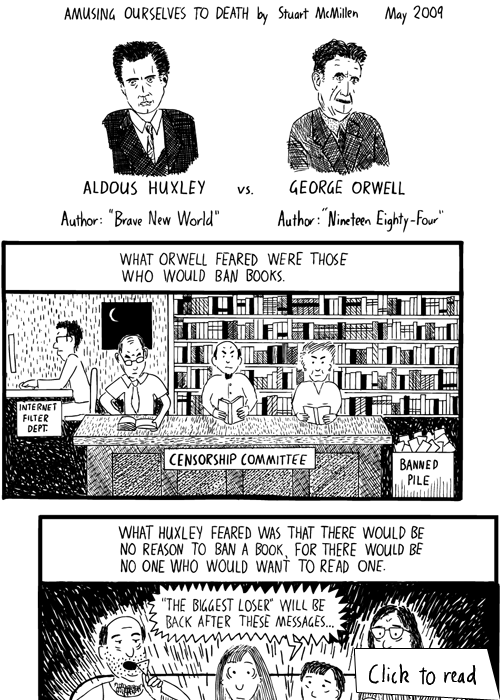 AMUSING OURSELVES TO DEATH by Stuart McMillen May 2009
ALDOUS HUXLEY vs. GEORGE ORWELL
Author: "Brave New World" Author: "Nineteen Eighty-Four"
WHAT ORWELL FEARED WERE THOSE
WHO WOULD BAN BOOKS.
INTERNET
FILTER
DEPT.
CENSORSHIP COMMITTEE
BANNED
PILE
WHAT HUXLEY FEARED WAS THAT THERE WOULD BE
NO REASON TO BAN A BOOK, FOR THERE WOULD BE
NO ONE WHO WOULD WANT TO READ ONE.
"THE BIGGEST LOSER" WILL BE
BACK AFTER THESE MESSAGES...
Click to read